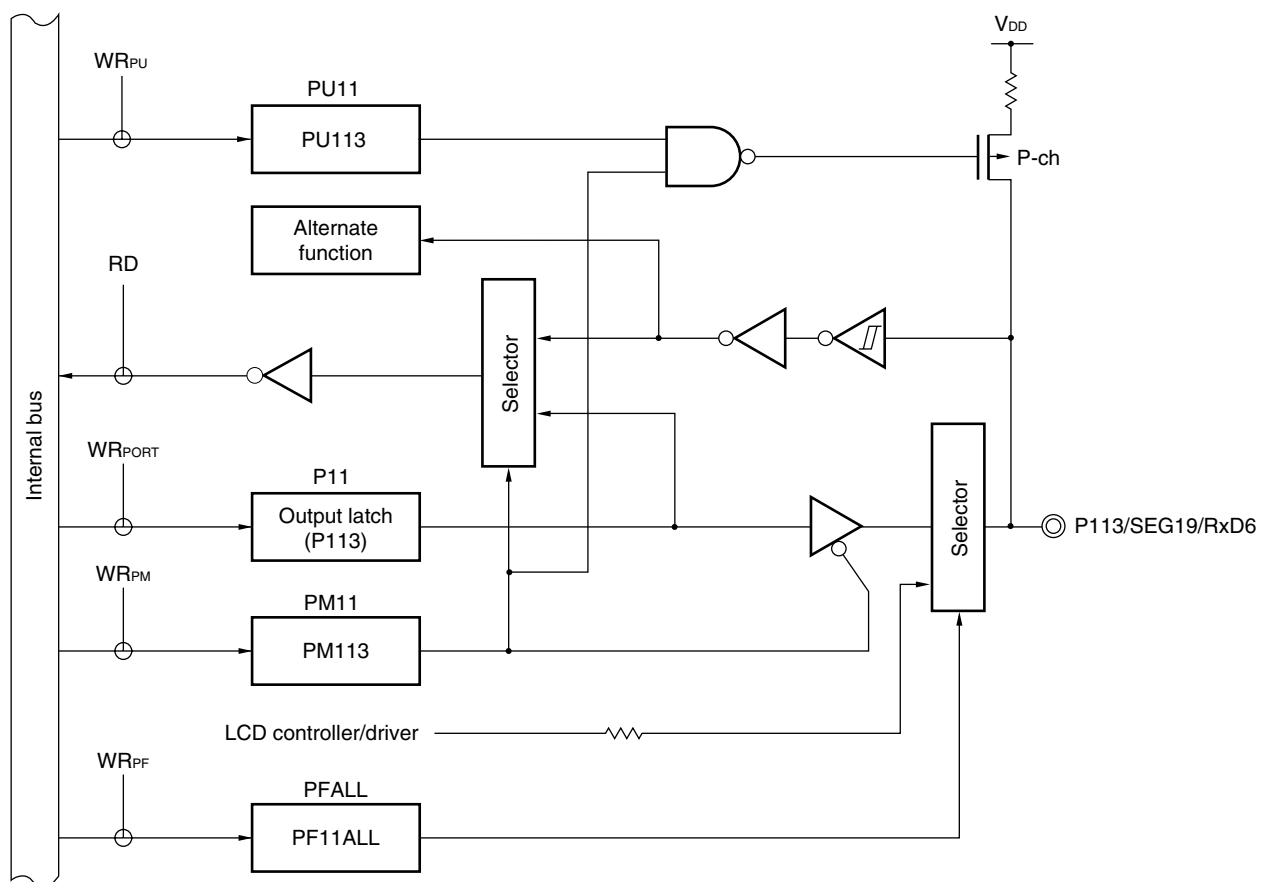 VDD
WRPU
PU11
PU113
P-ch
Alternate
function
RD
Selector
Internal bus
WRPORT
P11
Output latch
(P113)
Selector
P113/SEG19/RxD6
WRPM
PM11
PM113
LCD controller/driver
WRPF
PFALL
PF11ALL